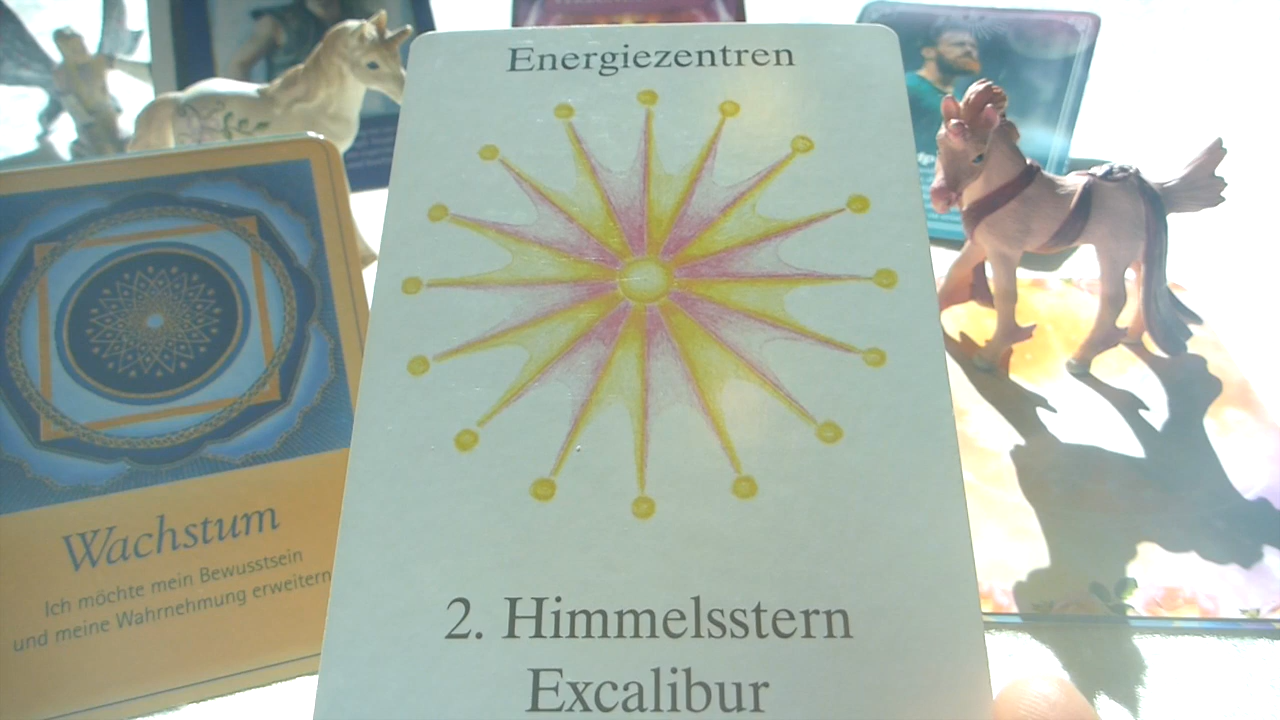 Energiezentren
2. Himmelsstern
Excalibur
Wachstum
Ich möchte mein Bewusstsein
und meine Wahrnehmung erweitern